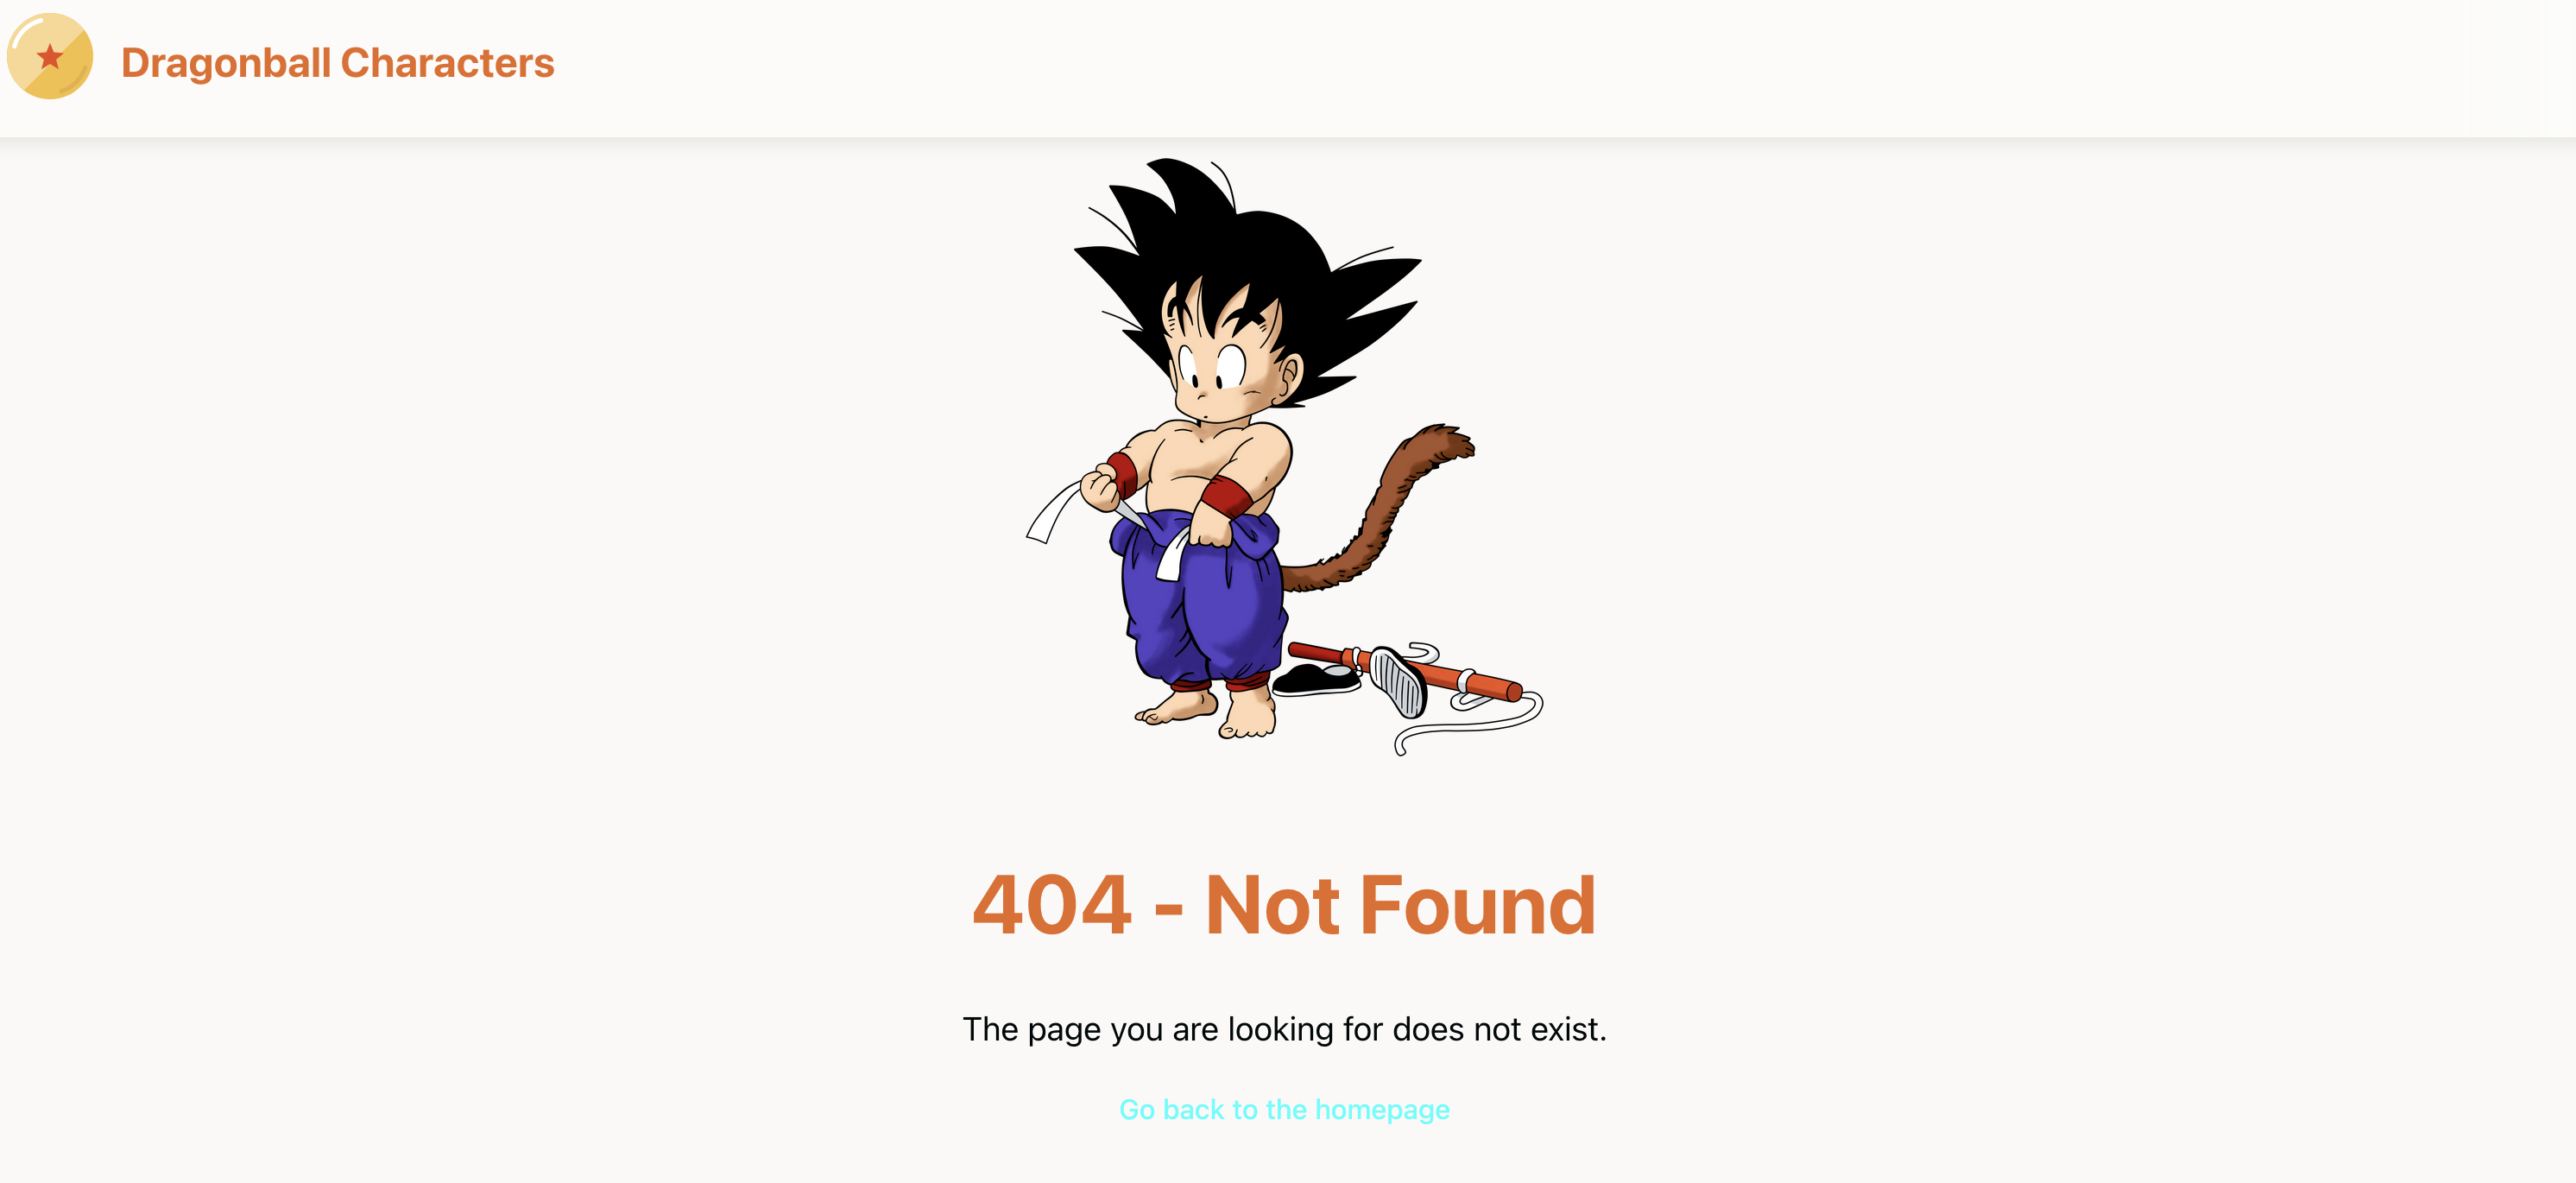 Dragonball Characters
404 - Not Found
The page you are looking for does not exist.
Go back to the homepage